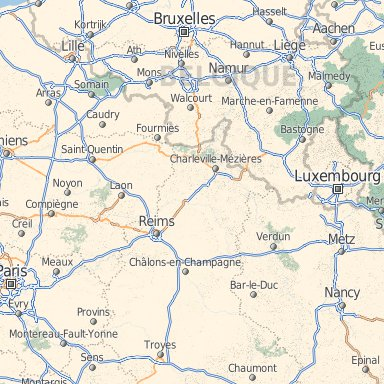 Hasselt
Bruxelles
Kortrijk
Aachen
Lille
Ath
Nivelles
Hannut
Liège
Eus
Mons
Namur
BELGIQUE
Somain
Malmedy
Arras
Walcourt
Marche-en-Famenne
Caudry
Fourmies
Bastogne
iens
Saint-Quentin
Charleville-Mézières
Noyon
Laon
Luxembourg
Compiègne
Creil
Reims
Verdun
Metz
Paris
Meaux
Châlons-en-Champagne
Bar-le-Duc
Nancy
Evry
Provins
Montereau-Fault-Yonne
Sens
Troyes
Epinal
Chaumont
Montargis